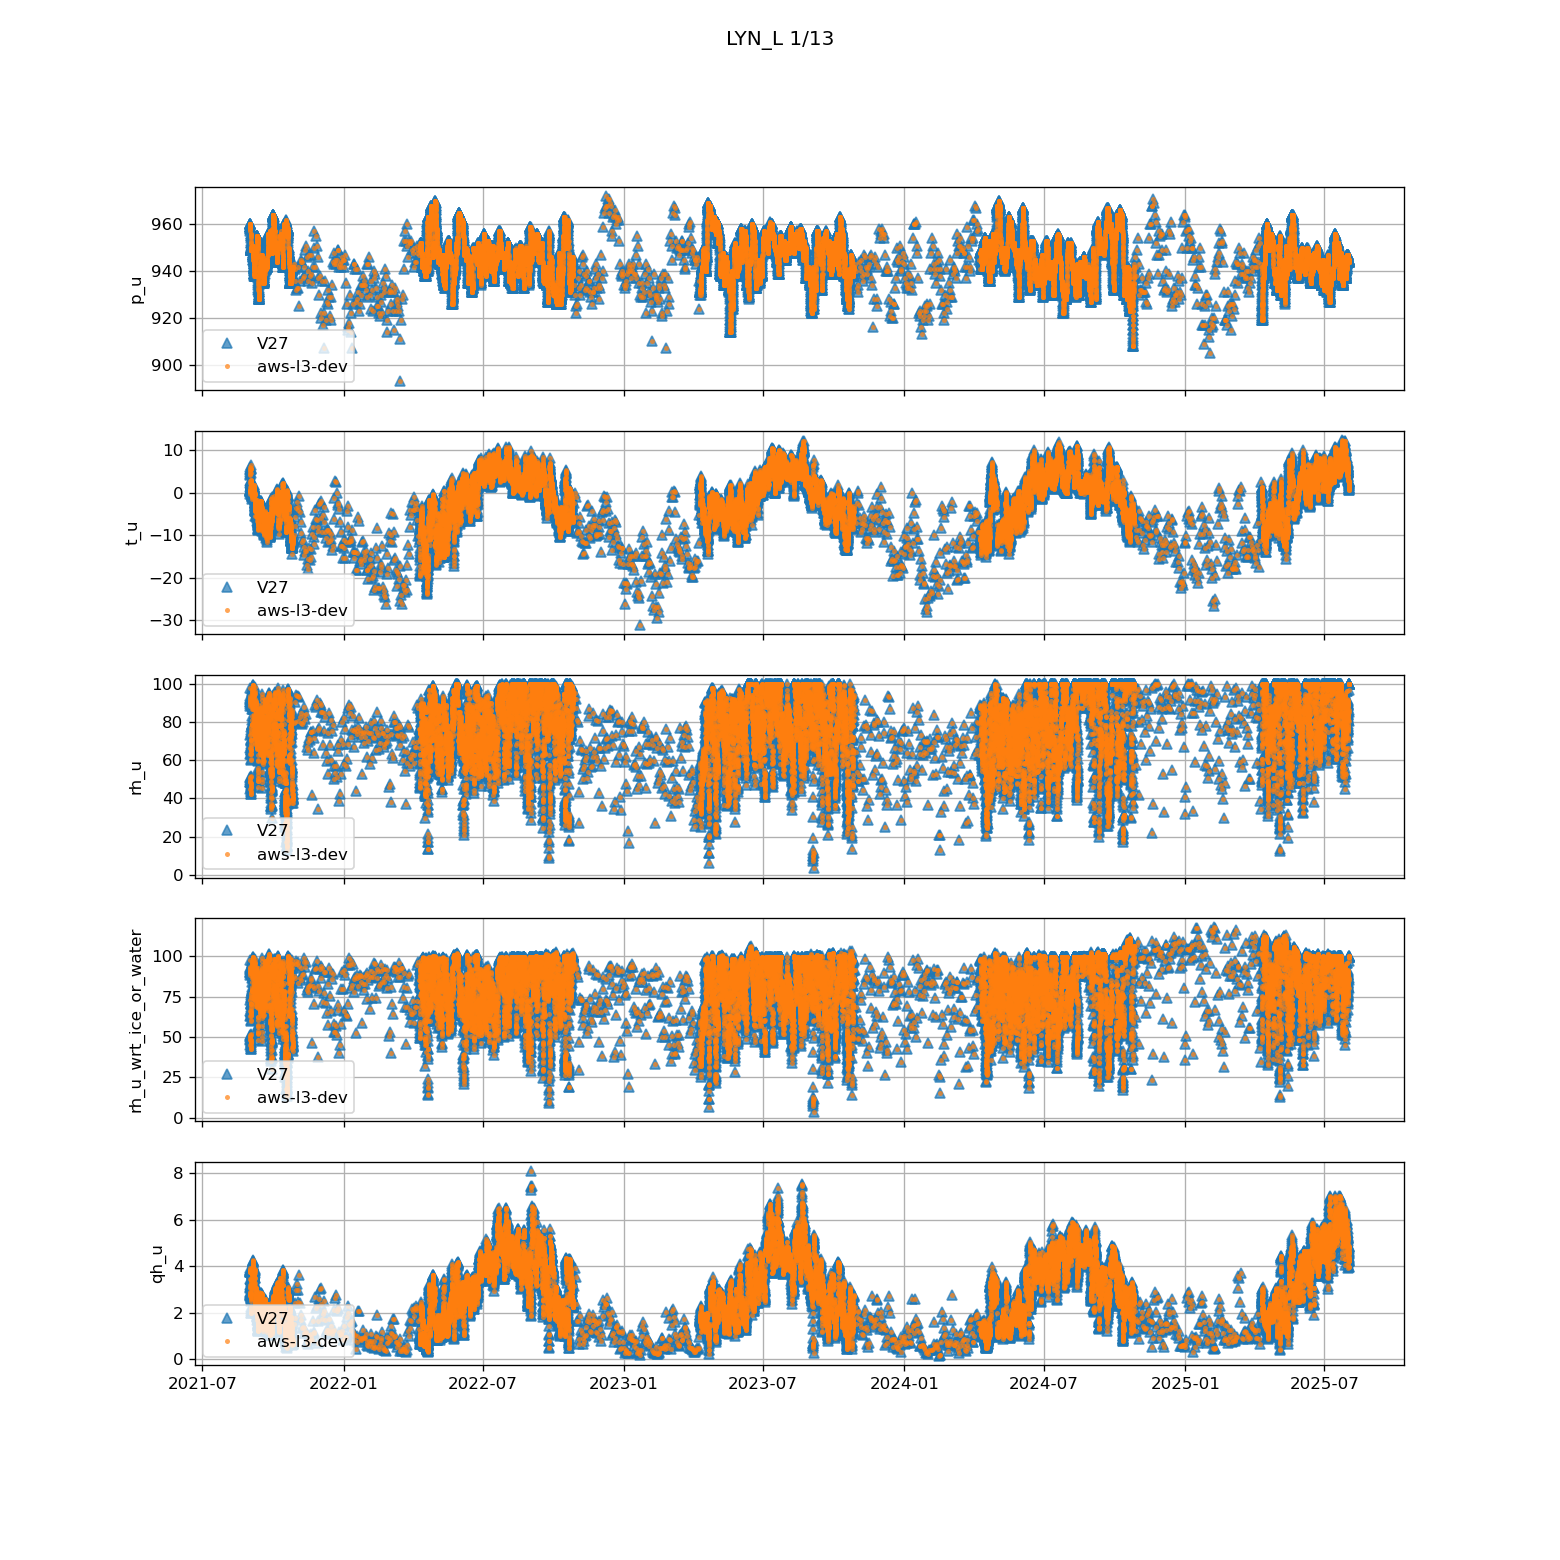 LYN_L 1/13
960
940
920
900
p_u
V27
aws-l3-dev
10
0
−10
−20
−30
t_u
V27
aws-l3-dev
100
80
60
40
20
0
rh_u
V27
aws-l3-dev
100
75
50
25
0
rh_u_wrt_ice_or_water
V27
aws-l3-dev
8
6
4
2
0
qh_u
V27
aws-l3-dev
2021-07 2022-01 2022-07 2023-01 2023-07 2024-01 2024-07 2025-01 2025-07